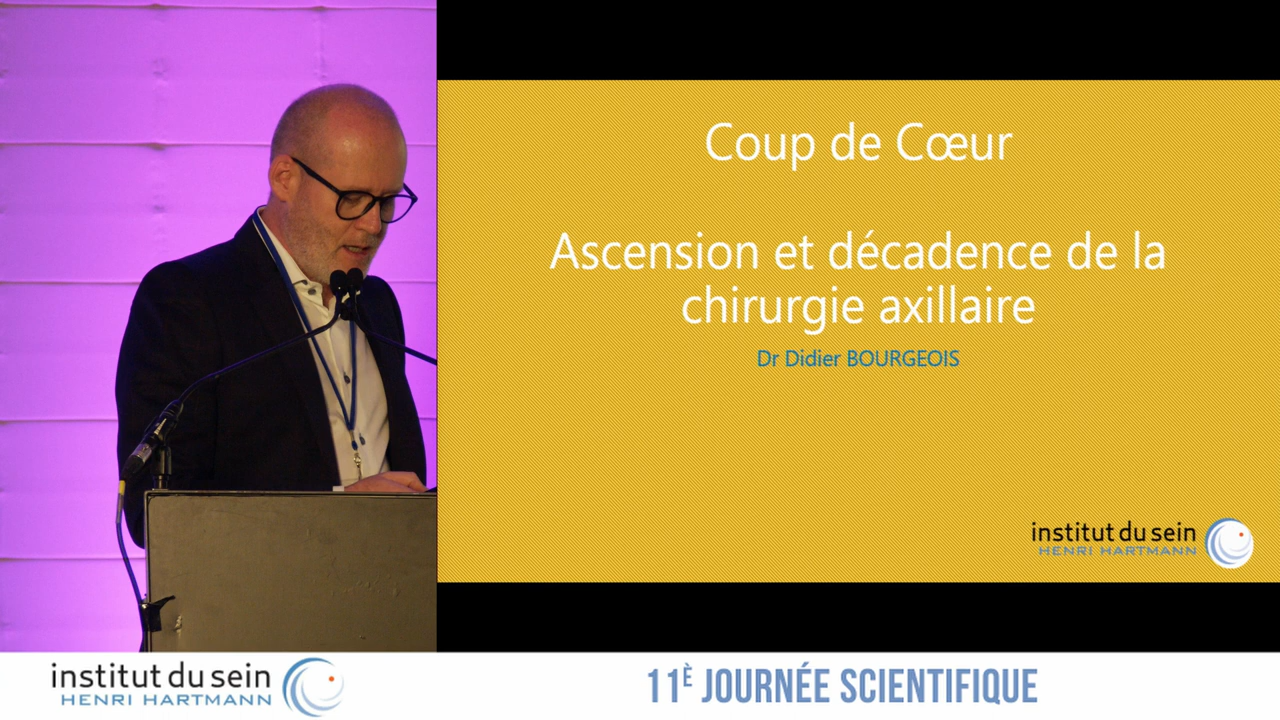 Coup de Cœur
Ascension et décadence de la
chirurgie axillaire
Dr Didier BOURGEOIS
institut du sein
HENRI HARTMANN
institut du sein
HENRI HARTMANN
11È JOURNÉE SCIENTIFIQUE